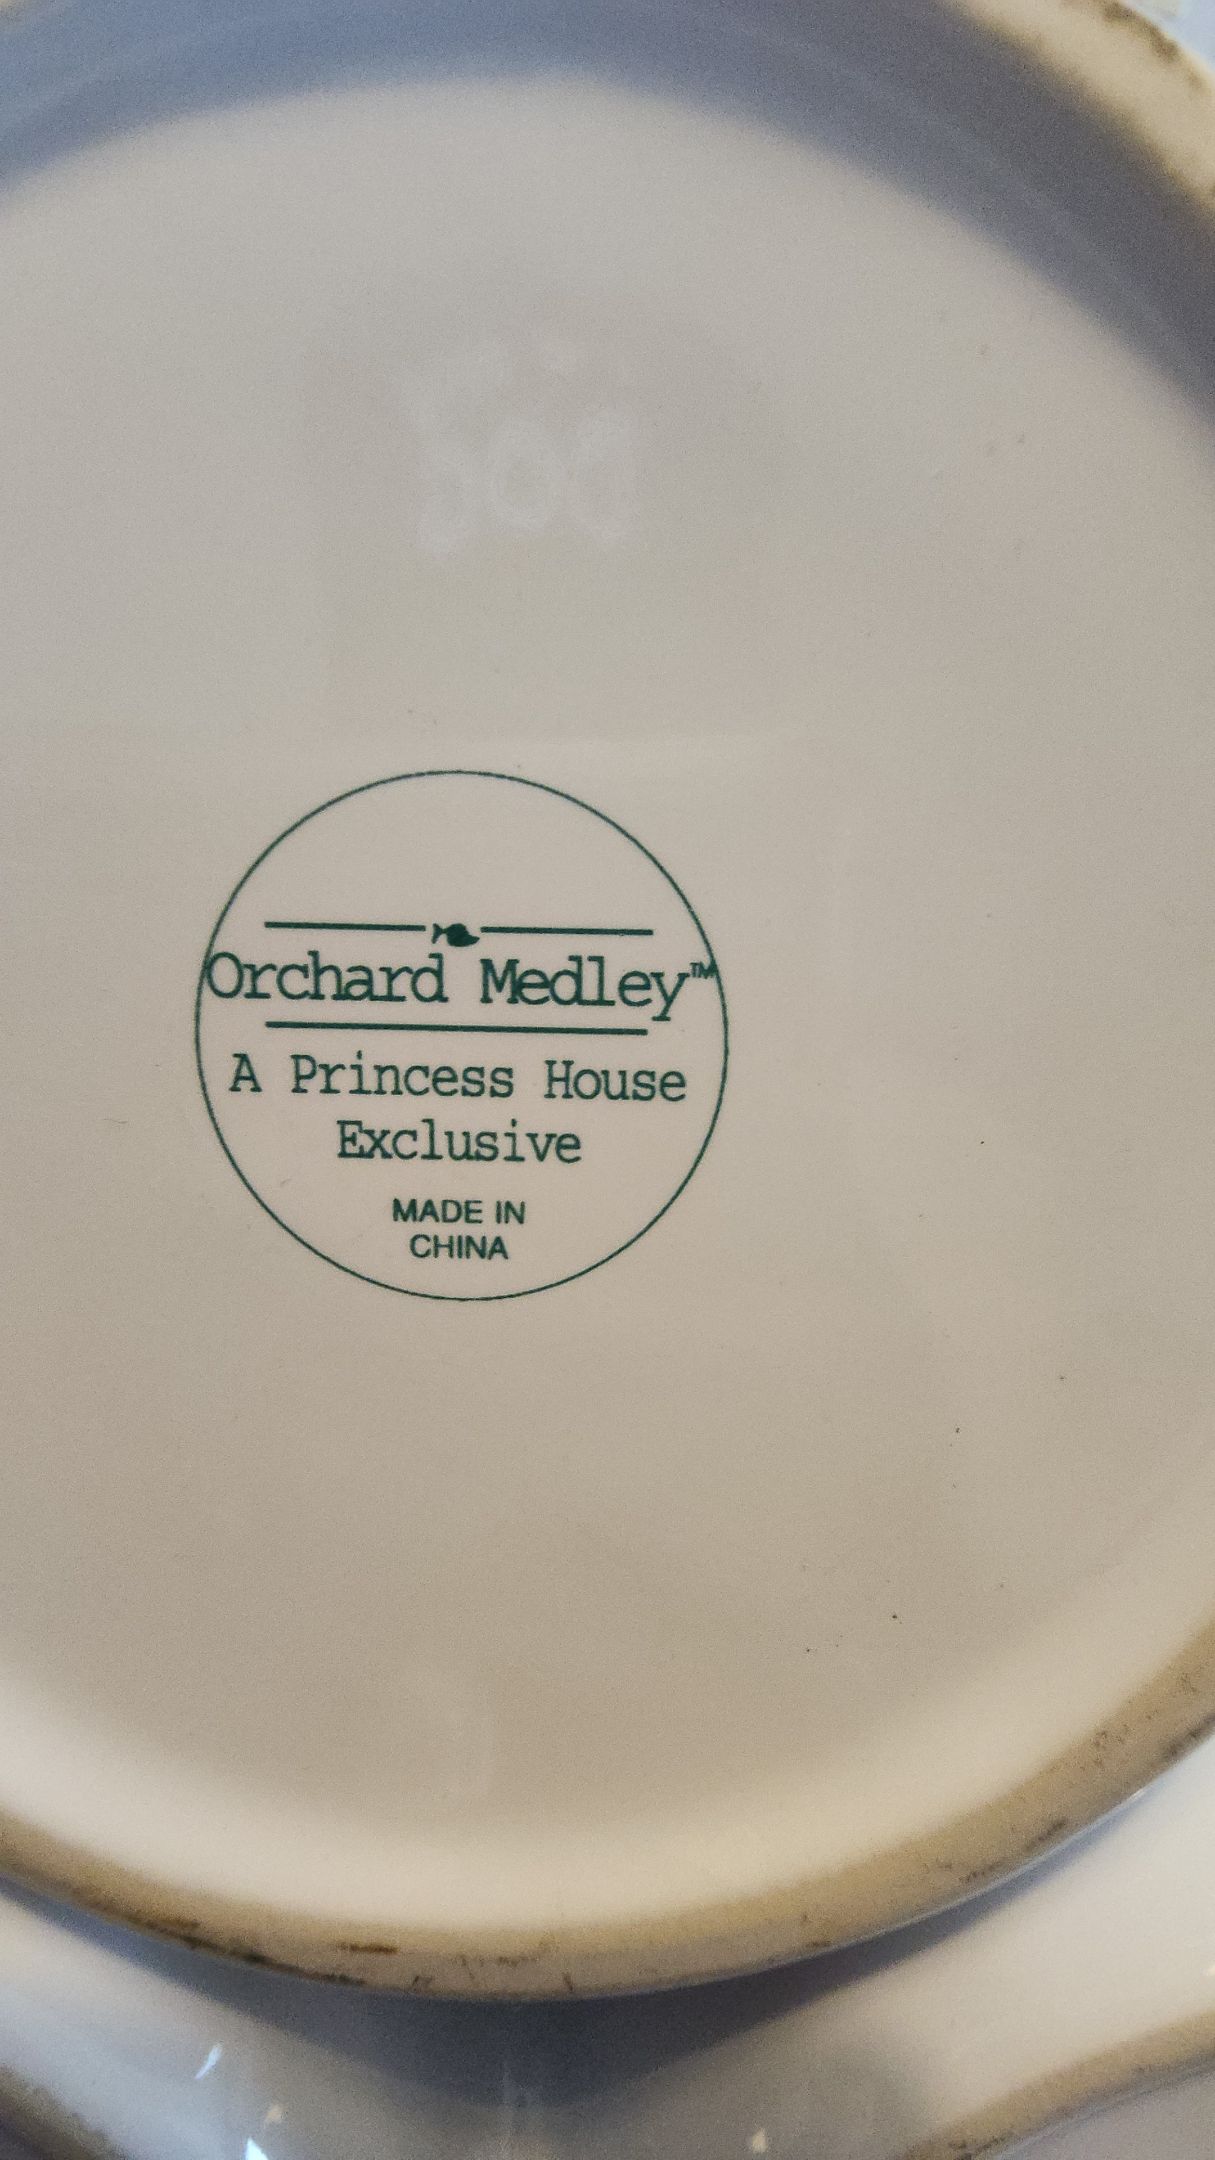 Orchard Medley™
A Princess House
Exclusive
MADE IN
CHINA